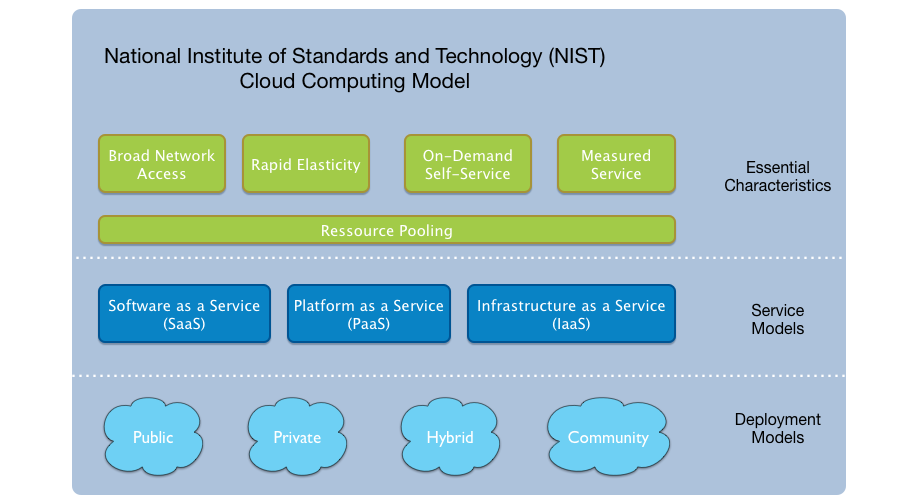 National Institute of Standards and Technology (NIST)
Cloud Computing Model
Broad Network
Access
Rapid Elasticity
On-Demand
Self-Service
Measured
Service
Essential
Characteristics
Ressource Pooling
Software as a Service
(SaaS)
Platform as a Service
(PaaS)
Infrastructure as a Service
(IaaS)
Service
Models
Public
Private
Hybrid
Community
Deployment
Models